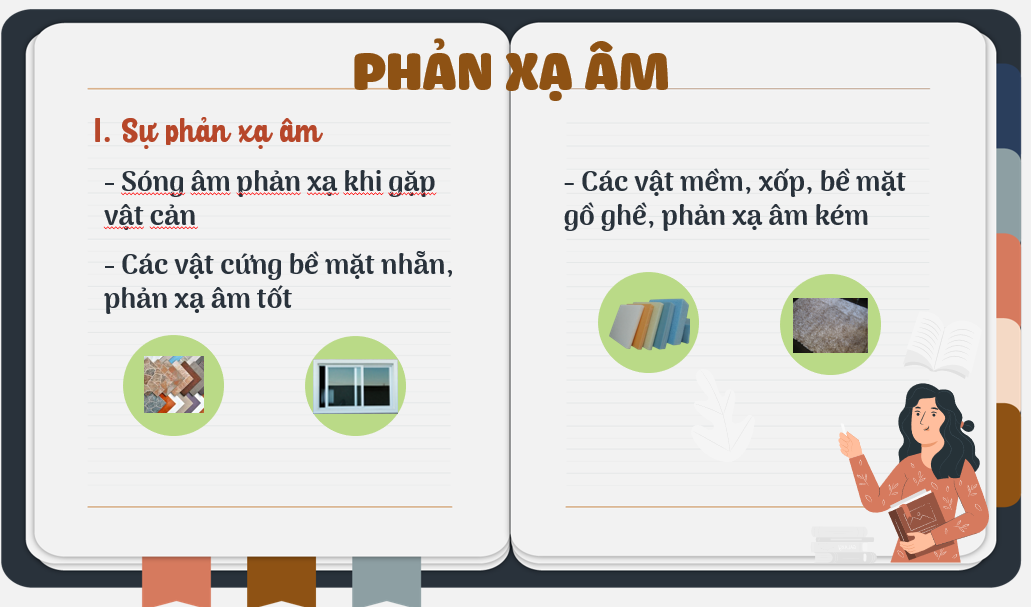 PHẢN XẠ ÂM
I. Sự phản xạ âm
- Sóng âm phản xạ khi gặp
vật cản
- Các vật cứng bề mặt nhẵn,
phản xạ âm tốt
- Các vật mềm, xốp, bề mặt
gồ ghề, phản xạ âm kém